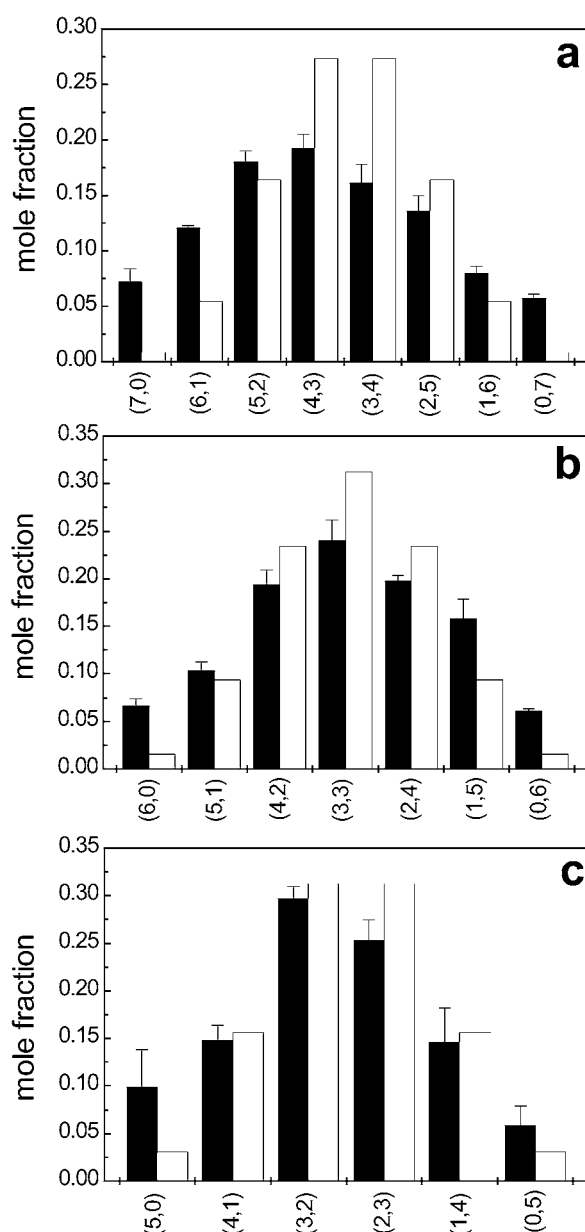 a
0.30
0.25
0.20
0.15
0.10
0.05
0.00
mole fraction
(7,0) (6,1) (5,2) (4,3) (3,4) (2,5) (1,6) (0,7)
b
0.35
0.30
0.25
0.20
0.15
0.10
0.05
0.00
mole fraction
(6,0) (5,1) (4,2) (3,3) (2,4) (1,5) (0,6)
c
0.35
0.30
0.25
0.20
0.15
0.10
0.05
0.00
mole fraction
(5,0) (4,1) (3,2) (2,3) (1,4) (0,5)